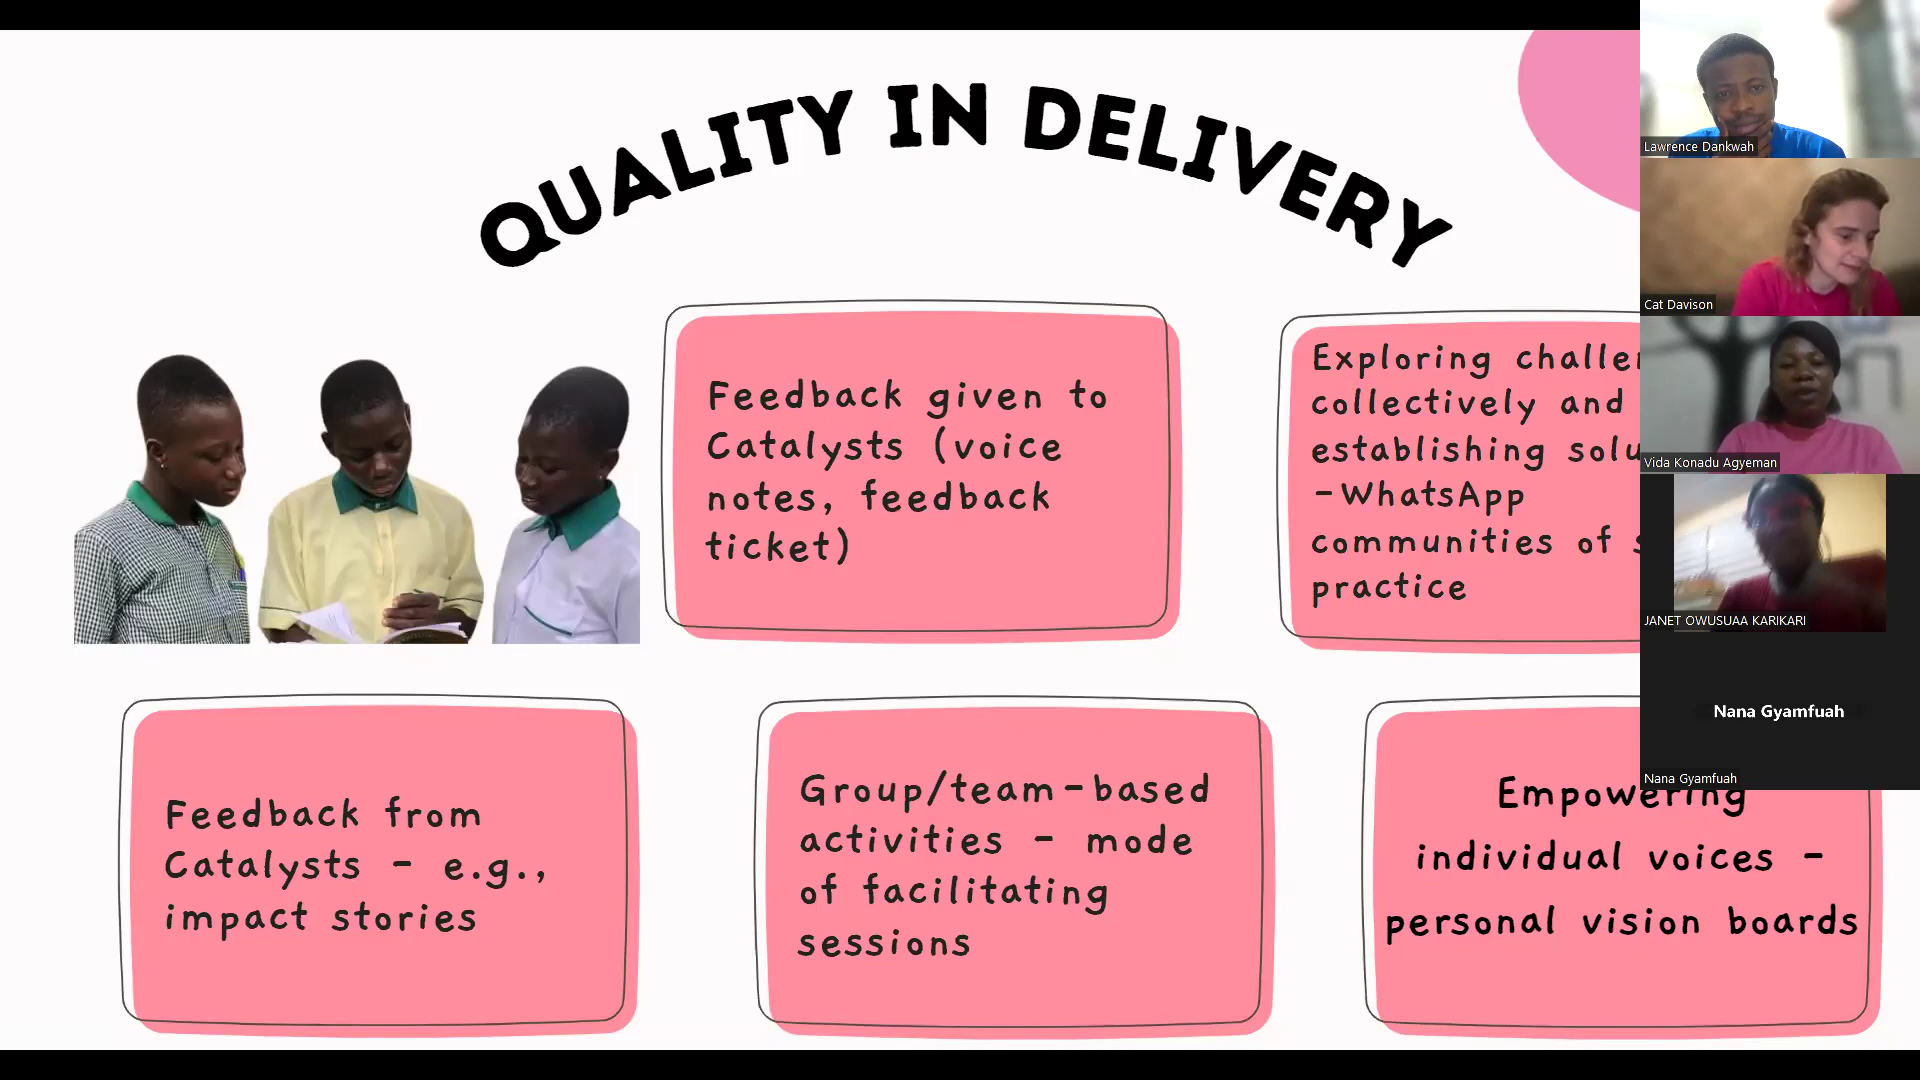 QUALITY IN DELIVERY
Feedback given to
Catalysts (voice
notes, feedback
ticket)
Exploring
collectively and
establishing
-WhatsApp
communities of
practice
Feedback from
Catalysts - e.g.,
impact stories
Group/team-based
activities - mode
of facilitating
sessions
Empowering
individual voices -
personal vision boards
Lawrence Dankwah
Cat Davison
Vida Konadu Agyeman
JANET OWUSUAA KARIKARI
Nana Gyamfuah
Nana Gyamfuah